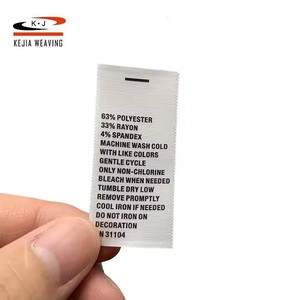 K·J
KEJIA WEAVING
63% POLYESTER
33% RAYON
4% SPANDEX
MACHINE WASH COLD
WITH LIKE COLORS
GENTLE CYCLE
ONLY NON-CHLORINE
BLEACH WHEN NEEDED
TUMBLE DRY LOW
REMOVE PROMPTLY
COOL IRON IF NEEDED
DO NOT IRON ON
DECORATION
N 31104